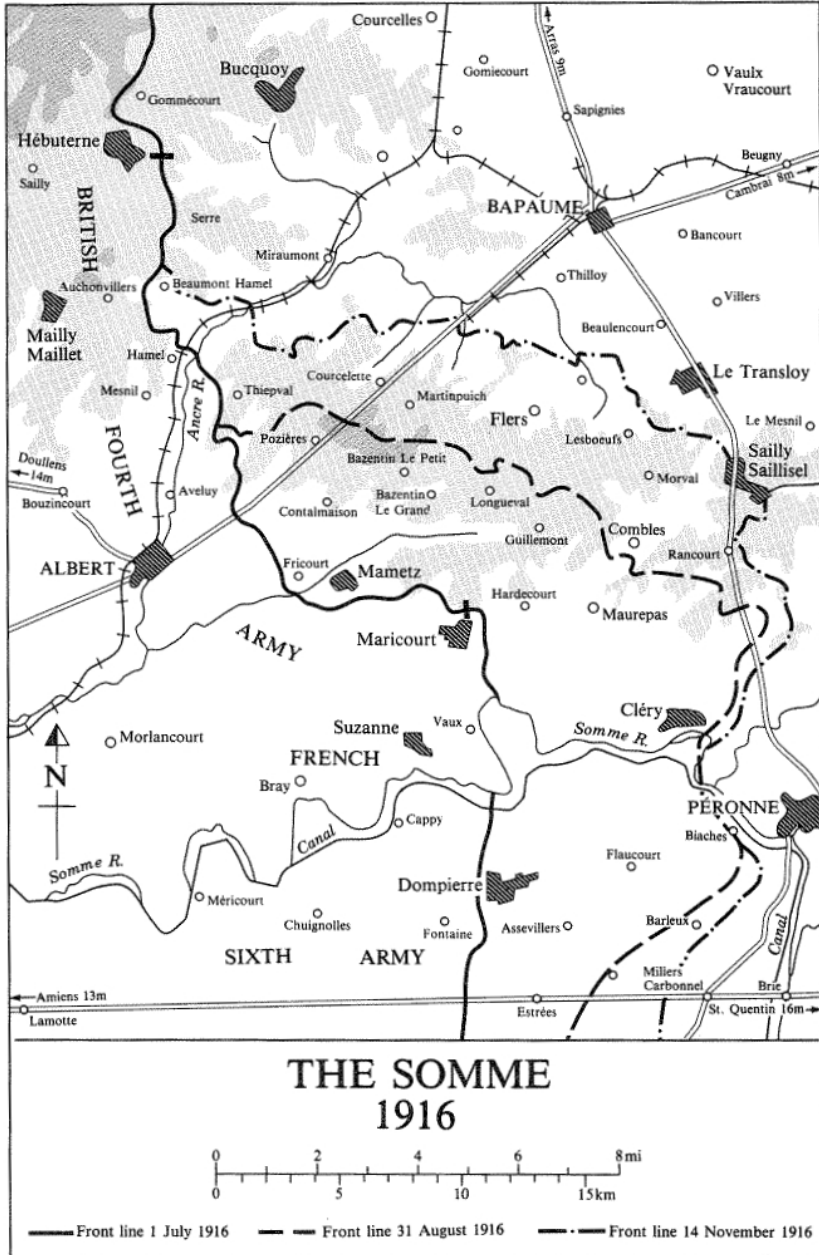 Courcelles
Arras 9m
Gomiecourt
Vaulx
Vraucourt
Bucquoy
Gommécourt
Sapignies
Hébuterne
Beugny
Sailly
Cambrai 8m
BRITISH
BAPAUME
Serre
Bancourt
Miraumont
Thilloy
Auchonvillers
Beaumont Hamel
Villers
Mailly
Maillet
Beaulencourt
Hamel
Courcelette
Le Transloy
Mesnil
Ancre R.
Thiepval
Martinpuich
Flers
Le Mesnil
FOURTH
Pozières
Lesboeufs
Sailly
Saillisel
Doullens
14m
Bazentin Le Petit
Morval
Bouzincourt
Aveluy
Bazentin
Le Grand
Longueval
Contalmaison
Guillemont
Combles
ALBERT
Rancourt
Fricourt
Mametz
Hardecourt
Maurepas
ARMY
Maricourt
Cléry
Morlancourt
Suzanne
Vaux
Somme R.
N
FRENCH
Bray
PÉRONNE
Canal
Cappy
Biaches
Somme R.
Flaucourt
Dompierre
Méricourt
Chuignolles
Fontaine
Assevillers
Barleux
Canal
SIXTH ARMY
Millers
Carbonnel
Brie
Amiens 13m
Lamotte
Estrées
St. Quentin 16m
THE SOMME
1916
0 2 4 6 8mi
0 5 10 15km
Front line 1 July 1916 Front line 31 August 1916 Front line 14 November 1916